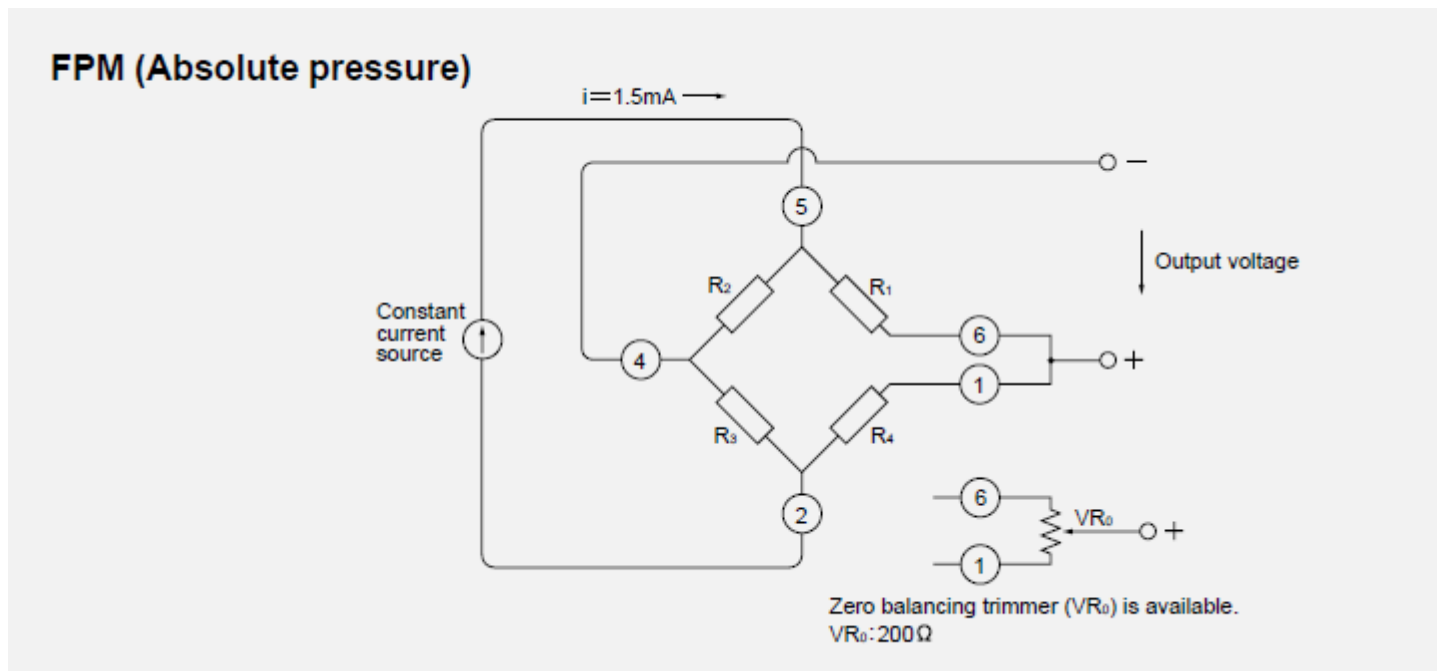 FPM (Absolute pressure)
i=1.5mA
−
5
Output voltage
R₂
R₁
Constant
current
source
6
4
+
1
R₃
R₄
6
2
VR₀
+
1
Zero balancing trimmer (VR₀) is available.
VR₀:200Ω